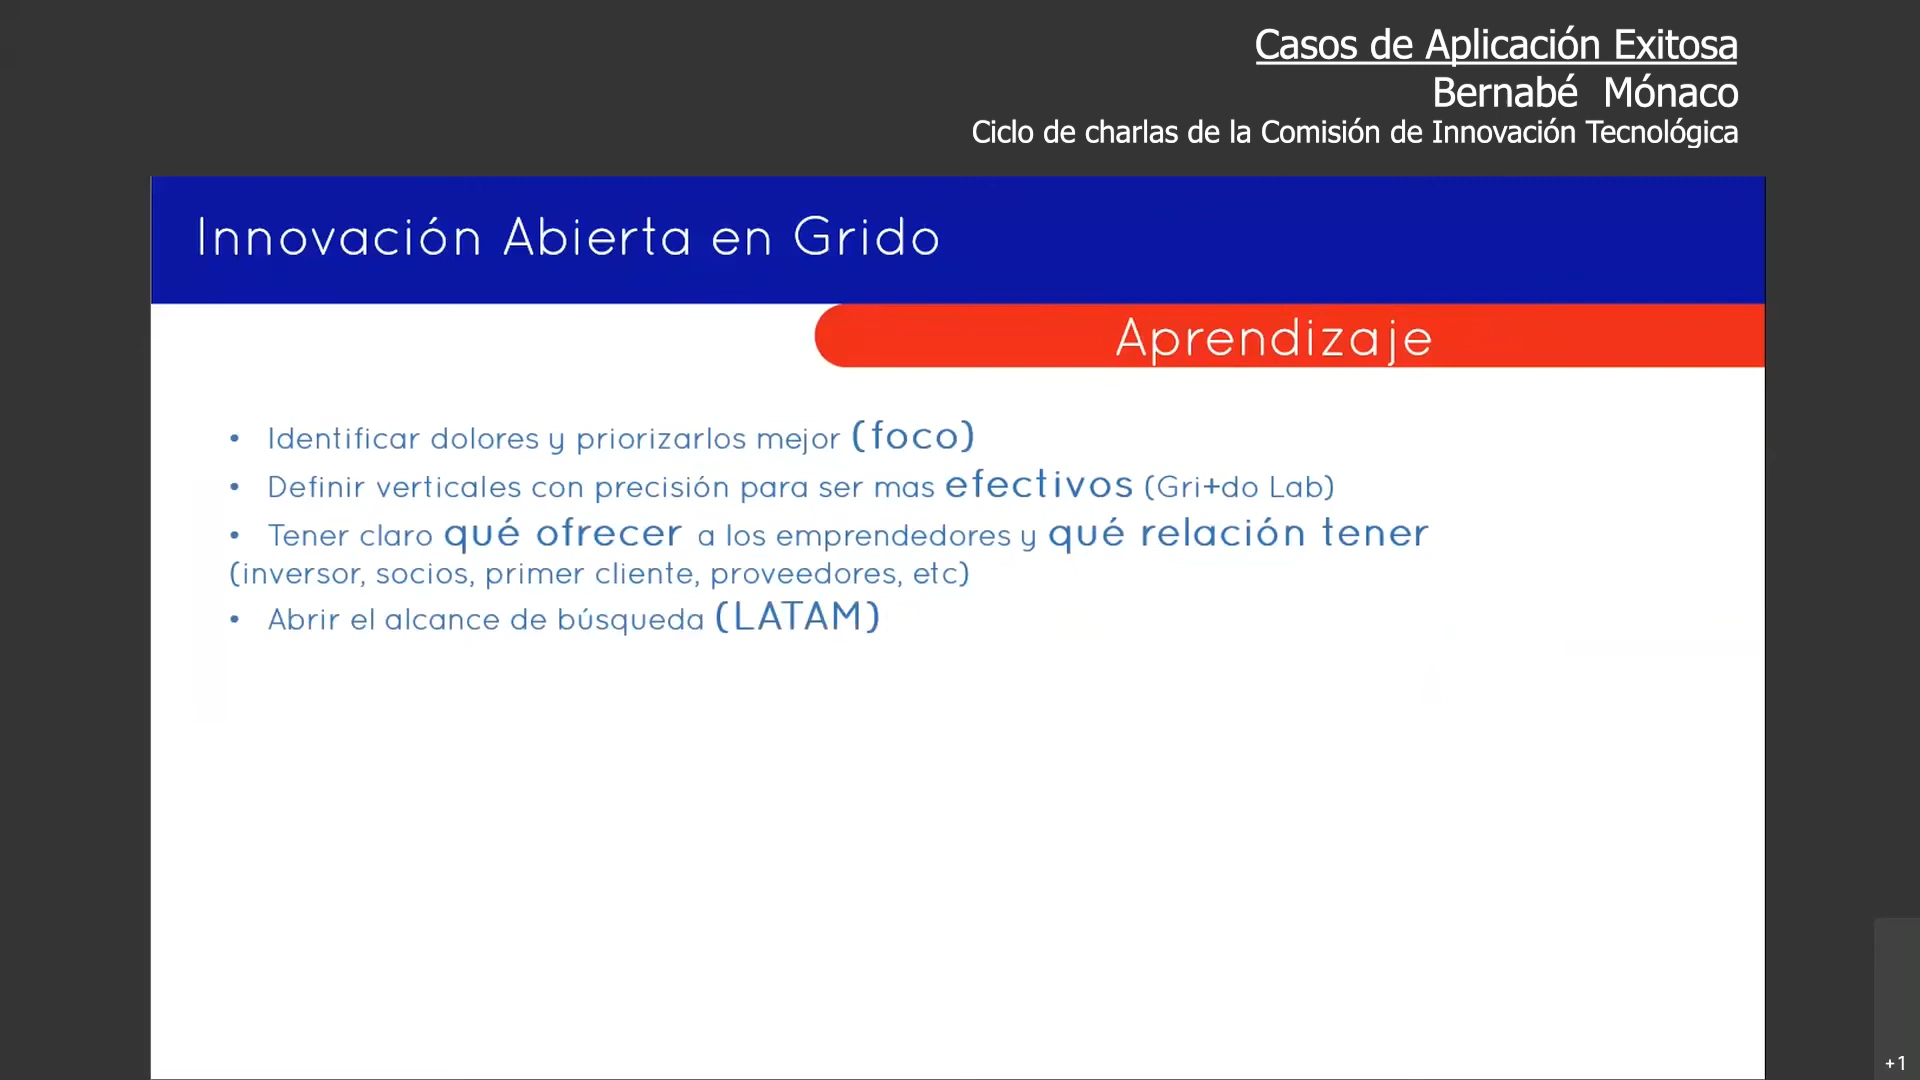 Casos de Aplicación Exitosa
Bernabé Mónaco
Ciclo de charlas de la Comisión de Innovación Tecnológica
Innovación Abierta en Grido
Aprendizaje
• Identificar dolores y priorizarlos mejor (foco)
• Definir verticales con precisión para ser mas efectivos (Gri+do Lab)
• Tener claro qué ofrecer a los emprendedores y qué relación tener
(inversor, socios, primer cliente, proveedores, etc)
• Abrir el alcance de búsqueda (LATAM)
+1